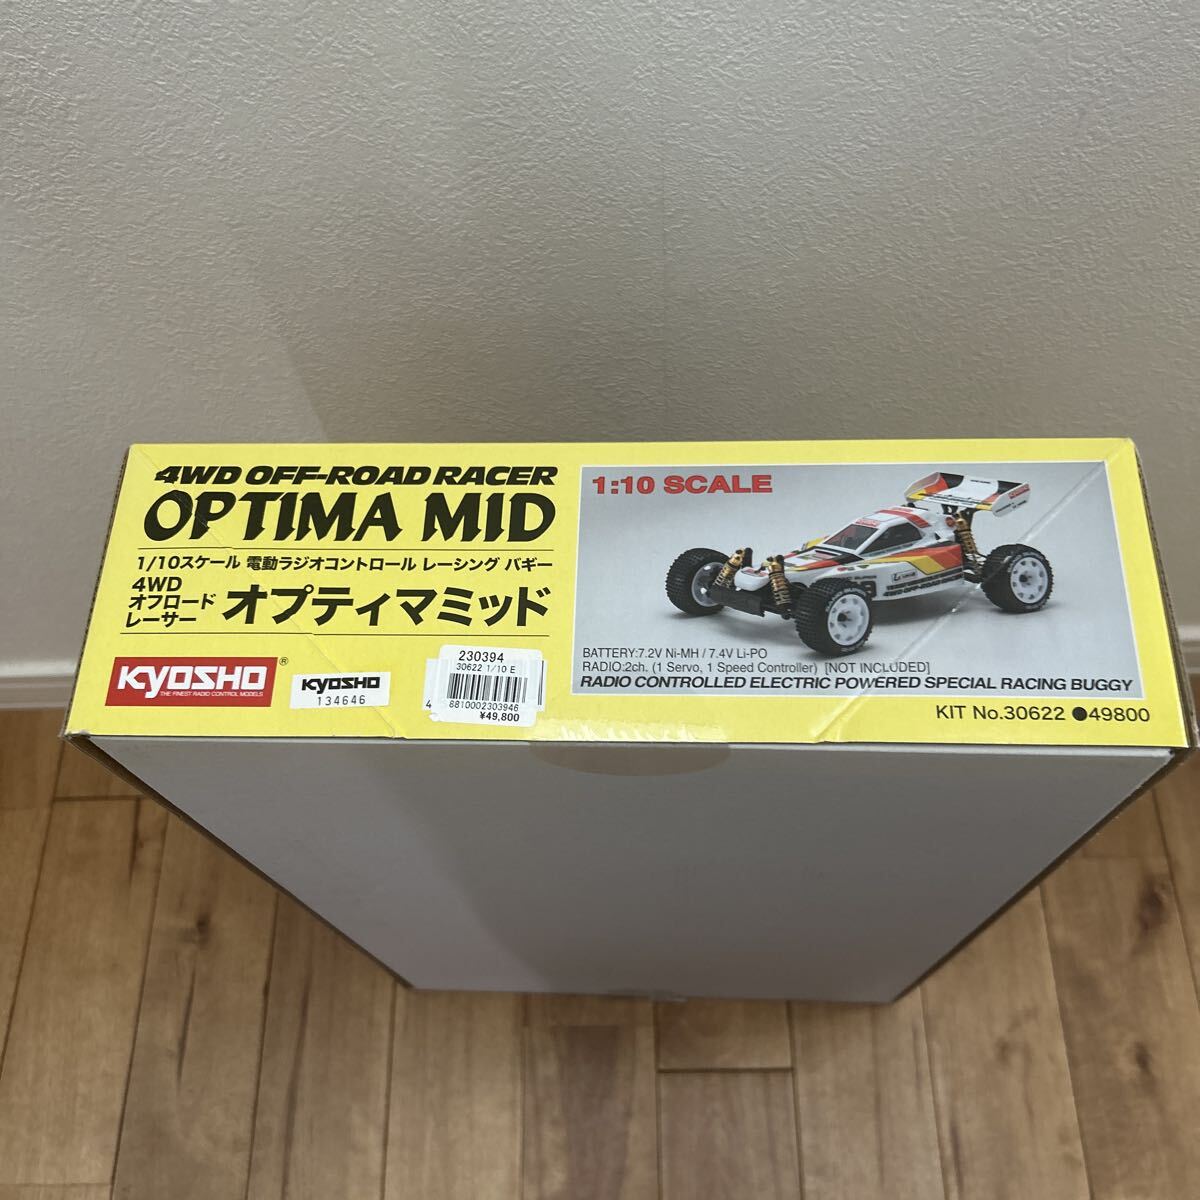 4WD OFF-ROAD RACER
OPTIMA MID
1/10スケール 電動ラジオコントロール レーシング バギー
4WD
オフロード
レーサー
オプティマミッド
KYOSHO®
THE FINEST RADIO CONTROL MODELS
KYOSHO
134646
230394
30622 1/10 E
4
8810002303946
¥49,800
1:10 SCALE
BATTERY:7.2V Ni-MH / 7.4V Li-PO
RADIO:2ch. (1 Servo, 1 Speed Controller) [NOT INCLUDED]
RADIO CONTROLLED ELECTRIC POWERED SPECIAL RACING BUGGY
KIT No.30622 ●49800